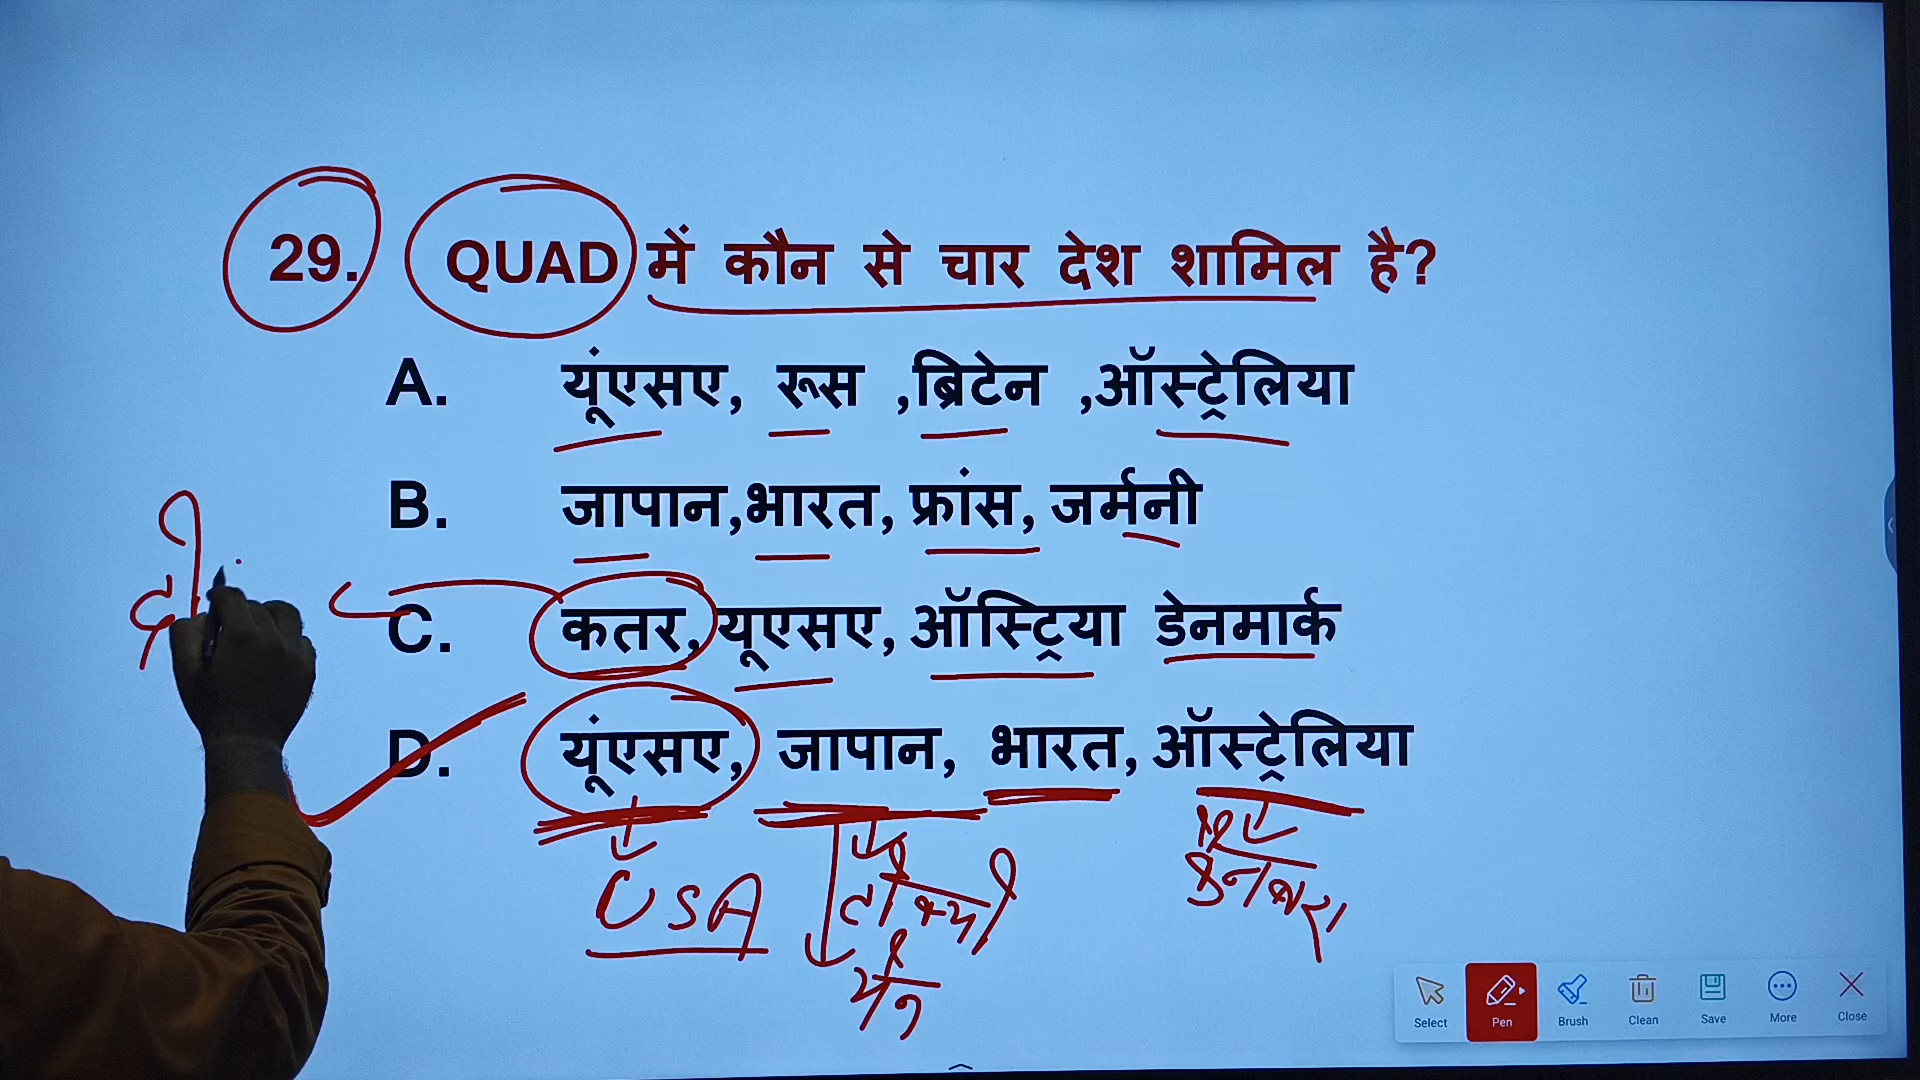 29. QUAD में कौन से चार देश शामिल है?
A. यूंएसए, रूस ,ब्रिटेन ,ऑस्ट्रेलिया
B. जापान,भारत, फ्रांस, जर्मनी
C. कतर, यूएसए, ऑस्ट्रिया डेनमार्क
D. यूंएसए, जापान, भारत, ऑस्ट्रेलिया
USA टोक्यो केनबरा
येन
Select Pen Brush Clean Save More Close